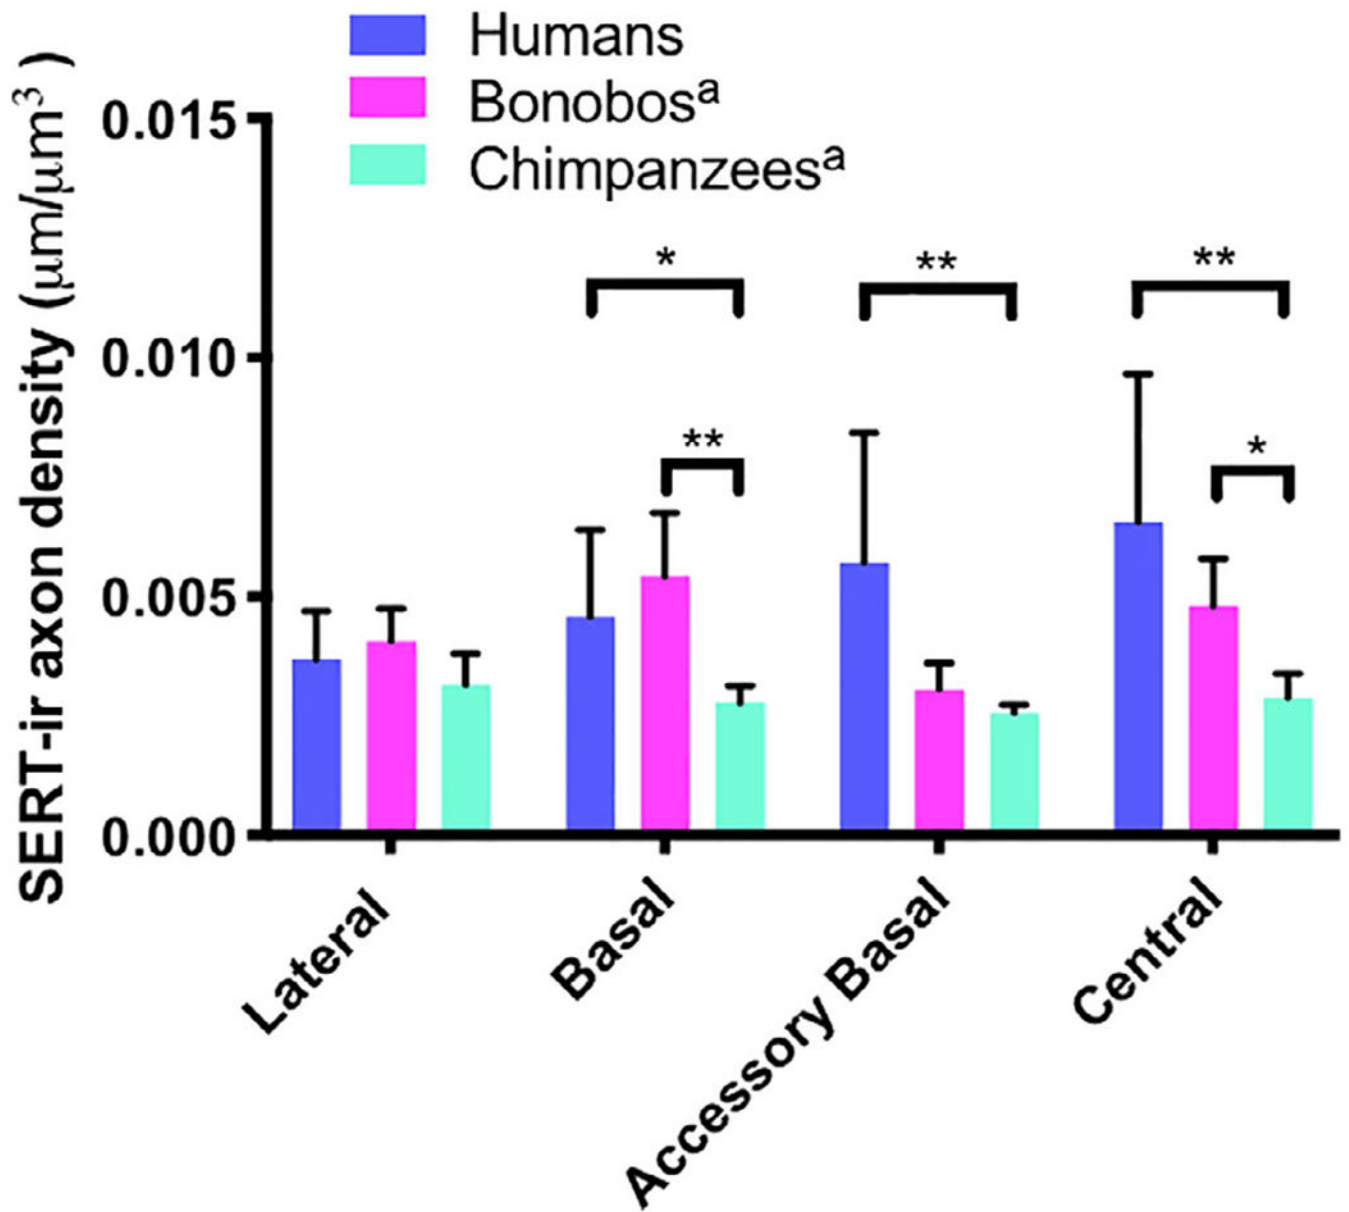 Humans
Bonobosᵃ
Chimpanzeesᵃ
SERT-ir axon density (μm/μm³ )
0.015
0.010
0.005
0.000
*
**
**
**
*
Lateral
Basal
Accessory Basal
Central